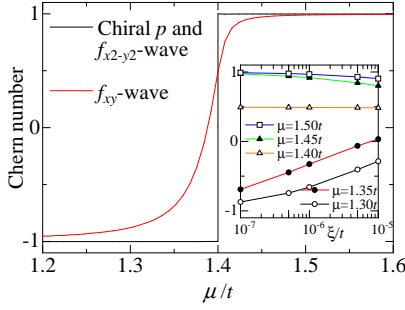 Chiral p and
f_{x2-y2}-wave
f_{xy}-wave
Chern number
1
0
-1
1.2 1.3 1.4 1.5 1.6
μ/t
1
0
-1
μ=1.50t
μ=1.45t
μ=1.40t
μ=1.35t
μ=1.30t
10^{-7} 10^{-6} ξ/t 10^{-5}